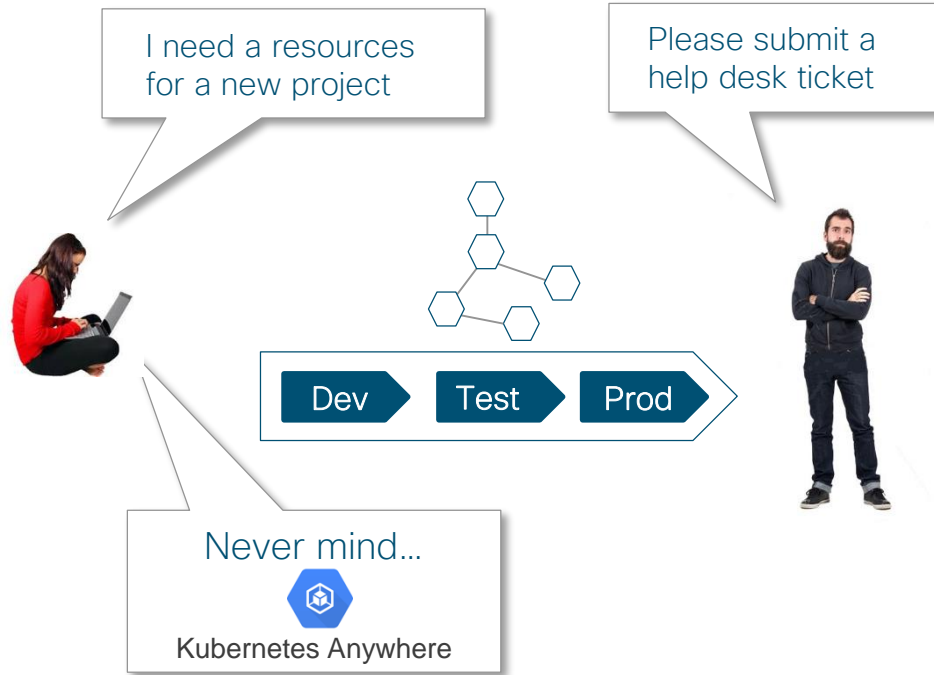 I need a resources
for a new project
Please submit a
help desk ticket
Dev
Test
Prod
Never mind...
Kubernetes Anywhere